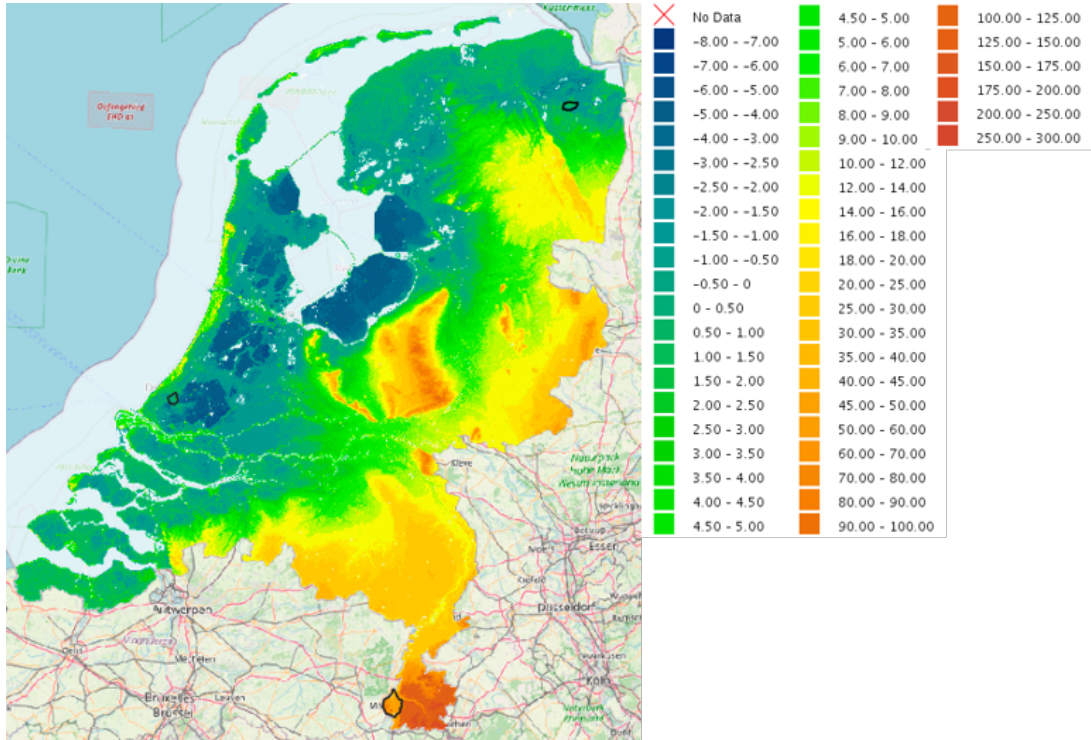 No Data
-8.00 - -7.00
-7.00 - -6.00
-6.00 - -5.00
-5.00 - -4.00
-4.00 - -3.00
-3.00 - -2.50
-2.50 - -2.00
-2.00 - -1.50
-1.50 - -1.00
-1.00 - -0.50
-0.50 - 0
0 - 0.50
0.50 - 1.00
1.00 - 1.50
1.50 - 2.00
2.00 - 2.50
2.50 - 3.00
3.00 - 3.50
3.50 - 4.00
4.00 - 4.50
4.50 - 5.00
4.50 - 5.00
5.00 - 6.00
6.00 - 7.00
7.00 - 8.00
8.00 - 9.00
9.00 - 10.00
10.00 - 12.00
12.00 - 14.00
14.00 - 16.00
16.00 - 18.00
18.00 - 20.00
20.00 - 25.00
25.00 - 30.00
30.00 - 35.00
35.00 - 40.00
40.00 - 45.00
45.00 - 50.00
50.00 - 60.00
60.00 - 70.00
70.00 - 80.00
80.00 - 90.00
90.00 - 100.00
100.00 - 125.00
125.00 - 150.00
150.00 - 175.00
175.00 - 200.00
200.00 - 250.00
250.00 - 300.00
Kleve
Naturpark
Hohe Mark
Essen
Krefeld
Düsseldorf
Antwerpen
Mechelen
Leuven
Bruxelles -
Brussel
Köln
Naturpark